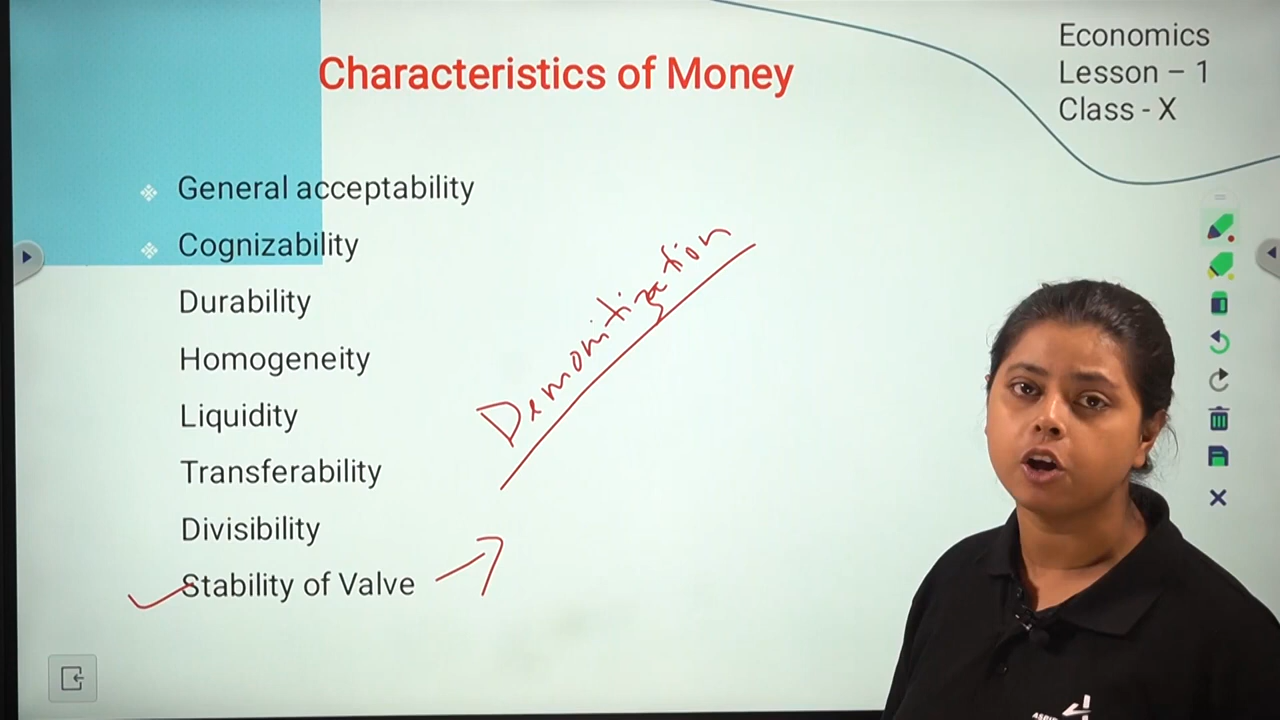 Characteristics of Money
Economics
Lesson – 1
Class - X
General acceptability
Cognizability
Durability
Homogeneity
Liquidity
Transferability
Divisibility
Stability of Valve
Demonitization